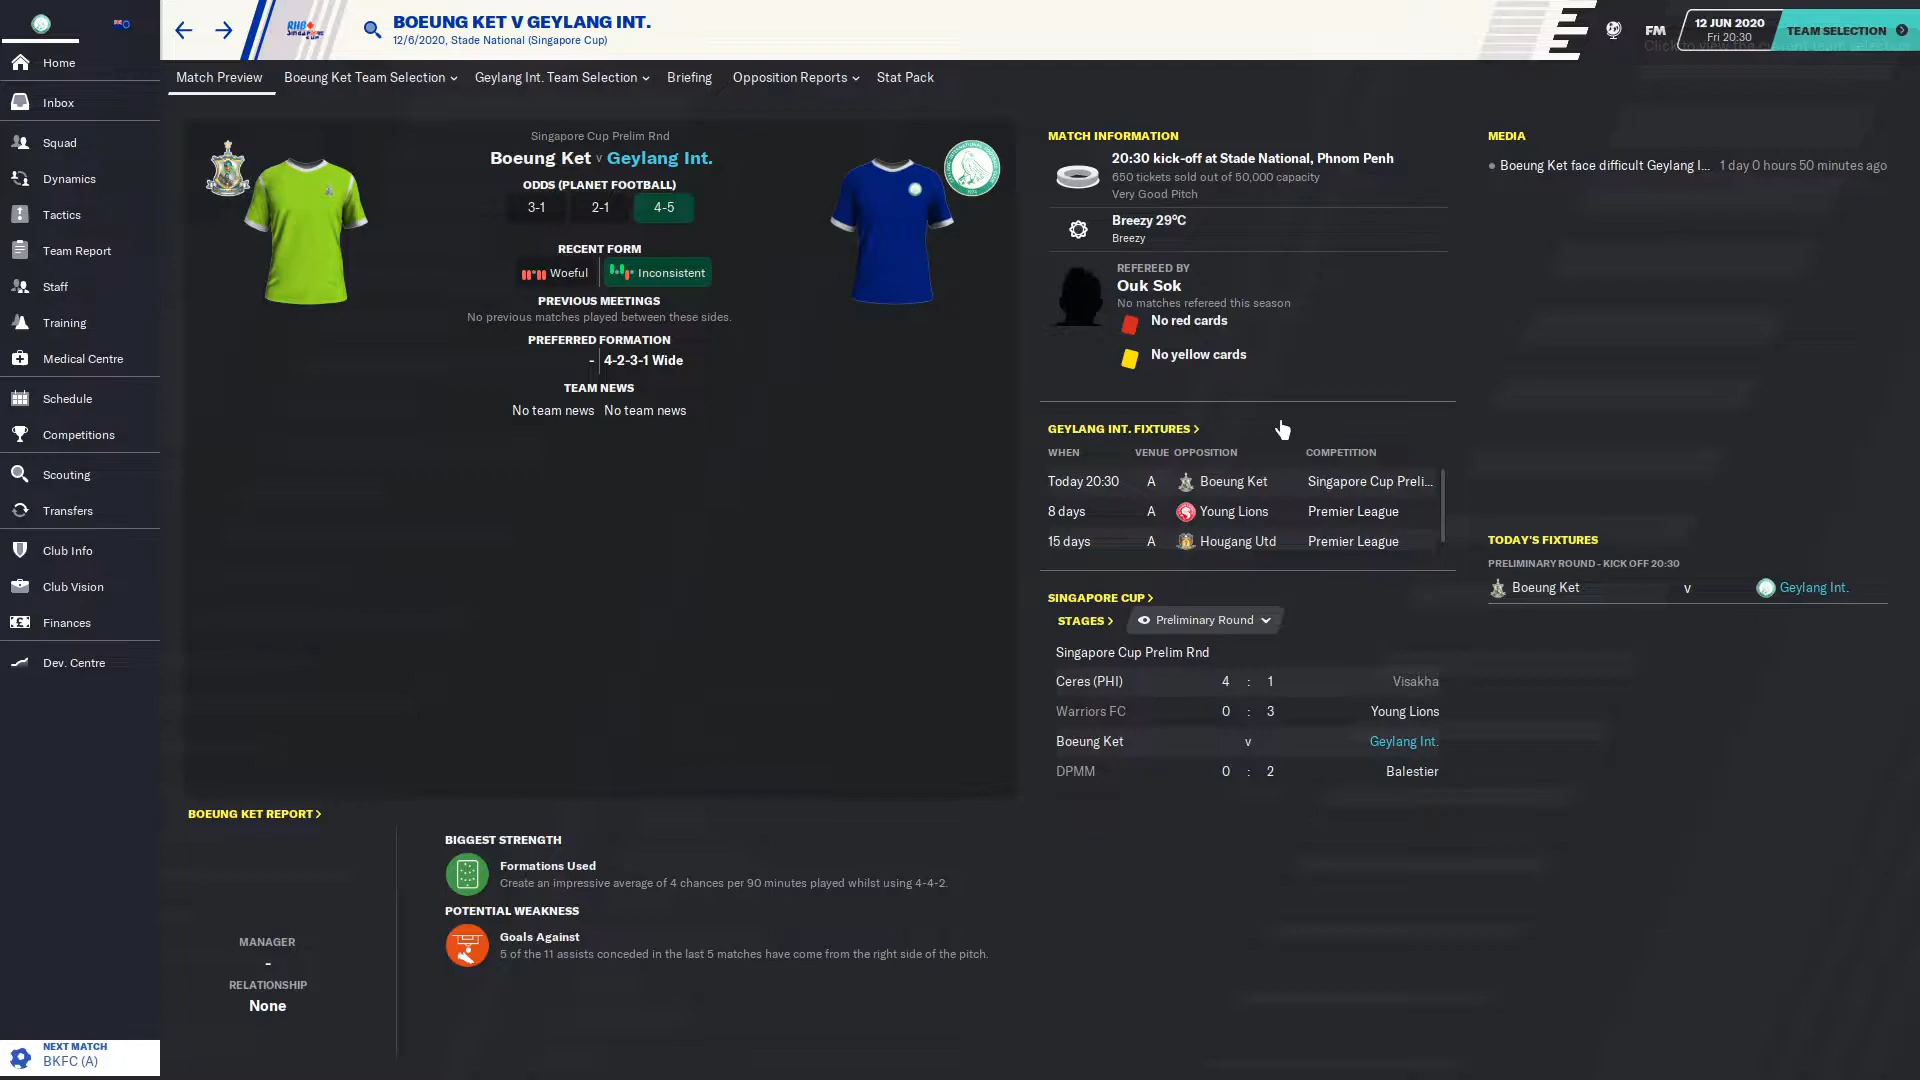 BOEUNG KET V GEYLANG INT.
12/6/2020, Stade National (Singapore Cup)
FM
12 JUN 2020
Fri 20:30
TEAM SELECTION
Home
Inbox
Squad
Dynamics
Tactics
Team Report
Staff
Training
Medical Centre
Schedule
Competitions
Scouting
Transfers
Club Info
Club Vision
Finances
Dev. Centre
NEXT MATCH
BKFC (A)
Match Preview
Boeung Ket Team Selection
Geylang Int. Team Selection
Briefing
Opposition Reports
Stat Pack
Singapore Cup Prelim Rnd
Boeung Ket v Geylang Int.
ODDS (PLANET FOOTBALL)
3-1 2-1 4-5
RECENT FORM
Woeful Inconsistent
PREVIOUS MEETINGS
No previous matches played between these sides.
PREFERRED FORMATION
- 4-2-3-1 Wide
TEAM NEWS
No team news No team news
BOEUNG KET REPORT >
MANAGER
-
RELATIONSHIP
None
BIGGEST STRENGTH
Formations Used
Create an impressive average of 4 chances per 90 minutes played whilst using 4-4-2.
POTENTIAL WEAKNESS
Goals Against
5 of the 11 assists conceded in the last 5 matches have come from the right side of the pitch.
MATCH INFORMATION
20:30 kick-off at Stade National, Phnom Penh
650 tickets sold out of 50,000 capacity
Very Good Pitch
Breezy 29°C
Breezy
REFEREED BY
Ouk Sok
No matches refereed this season
No red cards
No yellow cards
GEYLANG INT. FIXTURES >
WHEN VENUE OPPOSITION COMPETITION
Today 20:30 A Boeung Ket Singapore Cup Preli...
8 days A Young Lions Premier League
15 days A Hougang Utd Premier League
SINGAPORE CUP >
STAGES > Preliminary Round
Singapore Cup Prelim Rnd
Ceres (PHI) 4 : 1 Visakha
Warriors FC 0 : 3 Young Lions
Boeung Ket v Geylang Int.
DPMM 0 : 2 Balestier
MEDIA
Boeung Ket face difficult Geylang I... 1 day 0 hours 50 minutes ago
TODAY'S FIXTURES
PRELIMINARY ROUND - KICK OFF 20:30
Boeung Ket v Geylang Int.